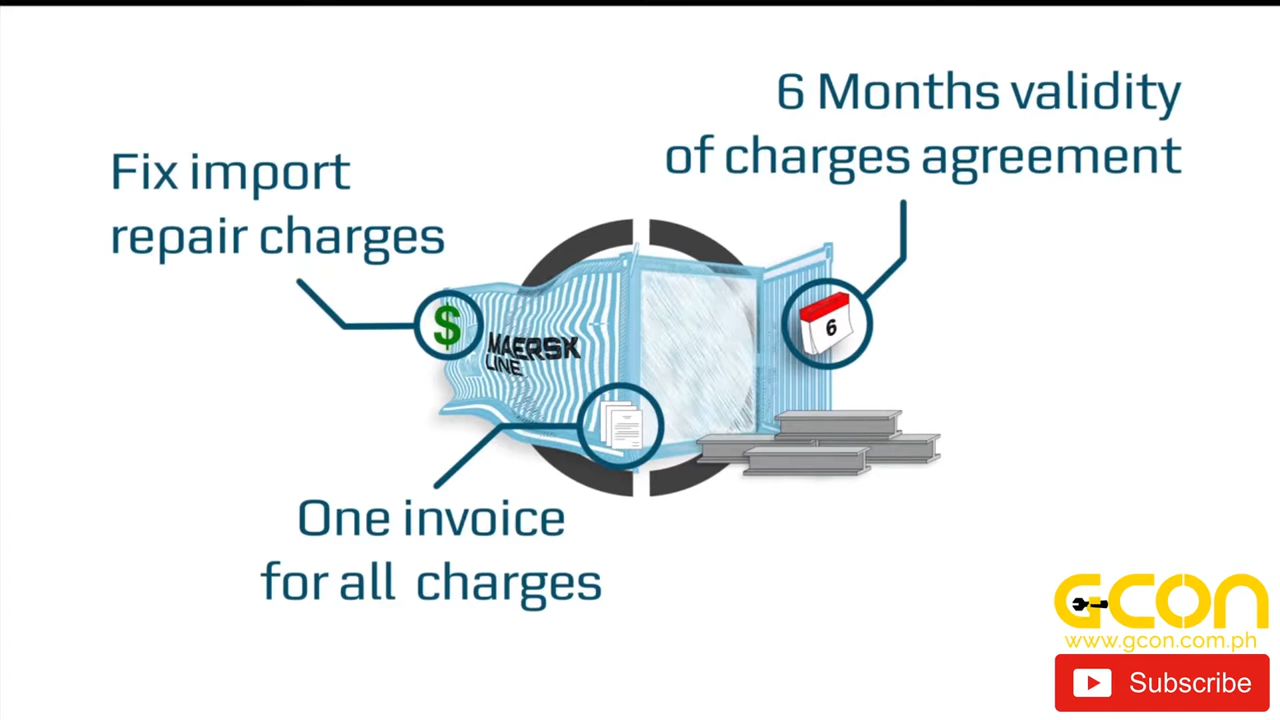 6 Months validity
of charges agreement
Fix import
repair charges
$
6
MAERSK
LINE
One invoice
for all charges
GCON
www.gcon.com.ph
Subscribe